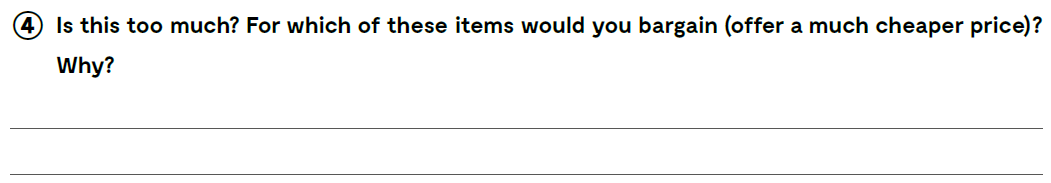 ④ Is this too much? For which of these items would you bargain (offer a much cheaper price)?
Why?